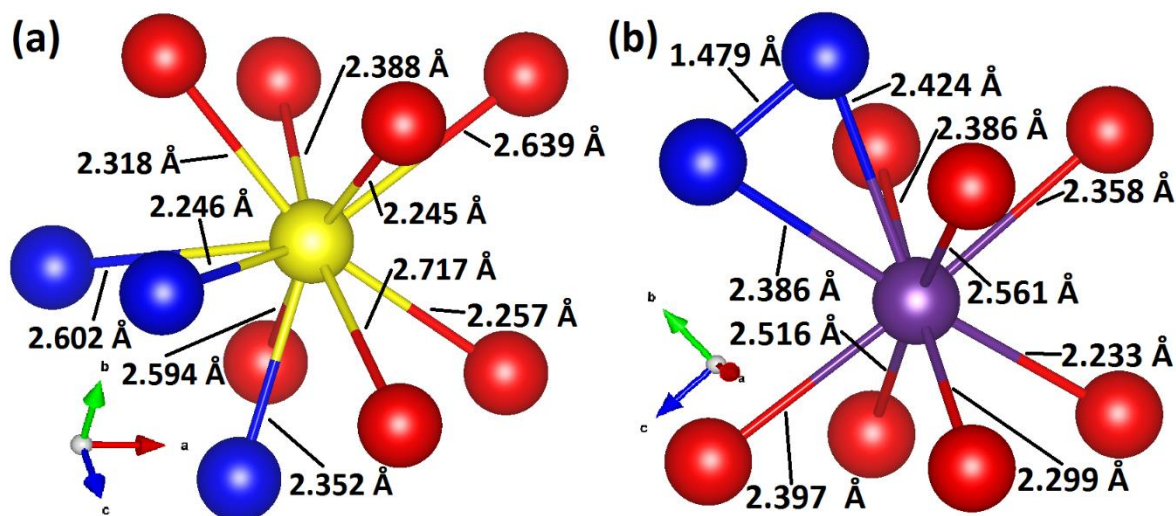 (a)
2.388 Å
2.639 Å
2.318 Å
2.246 Å
2.245 Å
2.717 Å
2.257 Å
2.602 Å
2.594 Å
2.352 Å
b
a
c
(b)
1.479 Å
2.424 Å
2.386 Å
2.358 Å
2.386 Å
2.561 Å
2.516 Å
2.233 Å
2.397 Å
2.299 Å
b
a
c